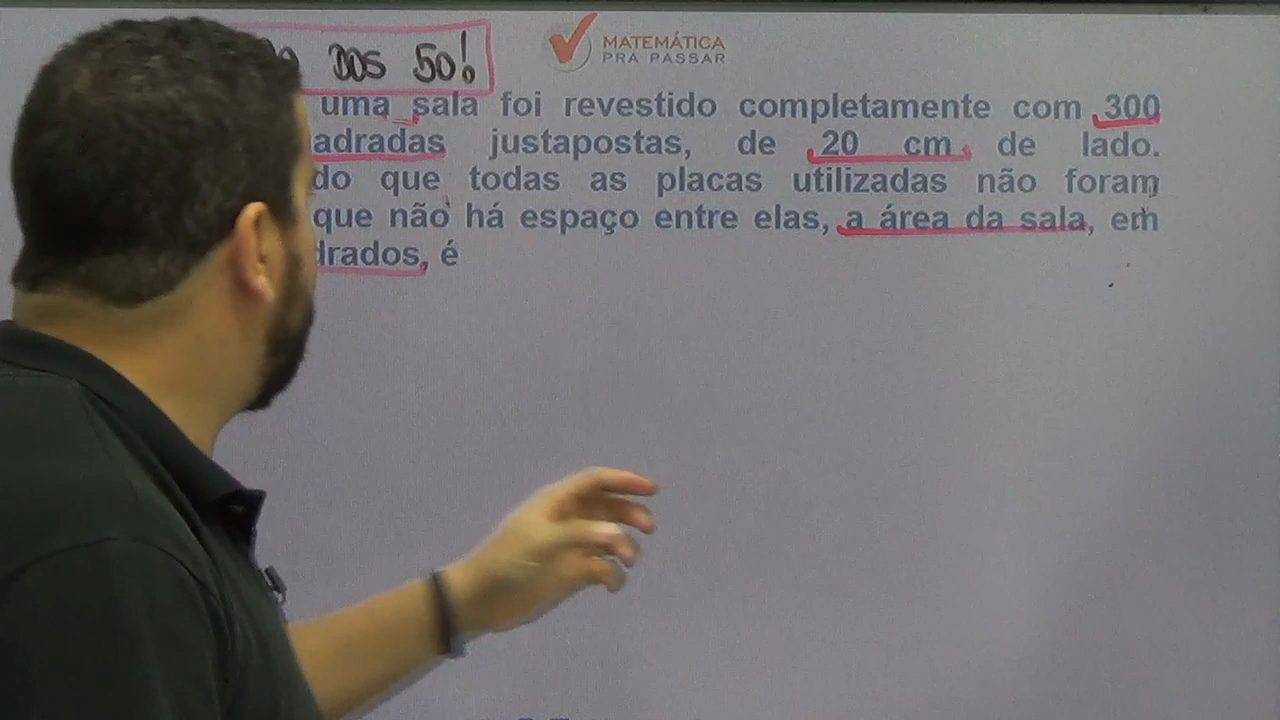 DOS 50!
MATEMÁTICA
PRA PASSAR
uma sala foi revestido completamente com 300
adradas justapostas, de 20 cm de lado.
do que todas as placas utilizadas não foram
que não há espaço entre elas, a área da sala, em
drados, é